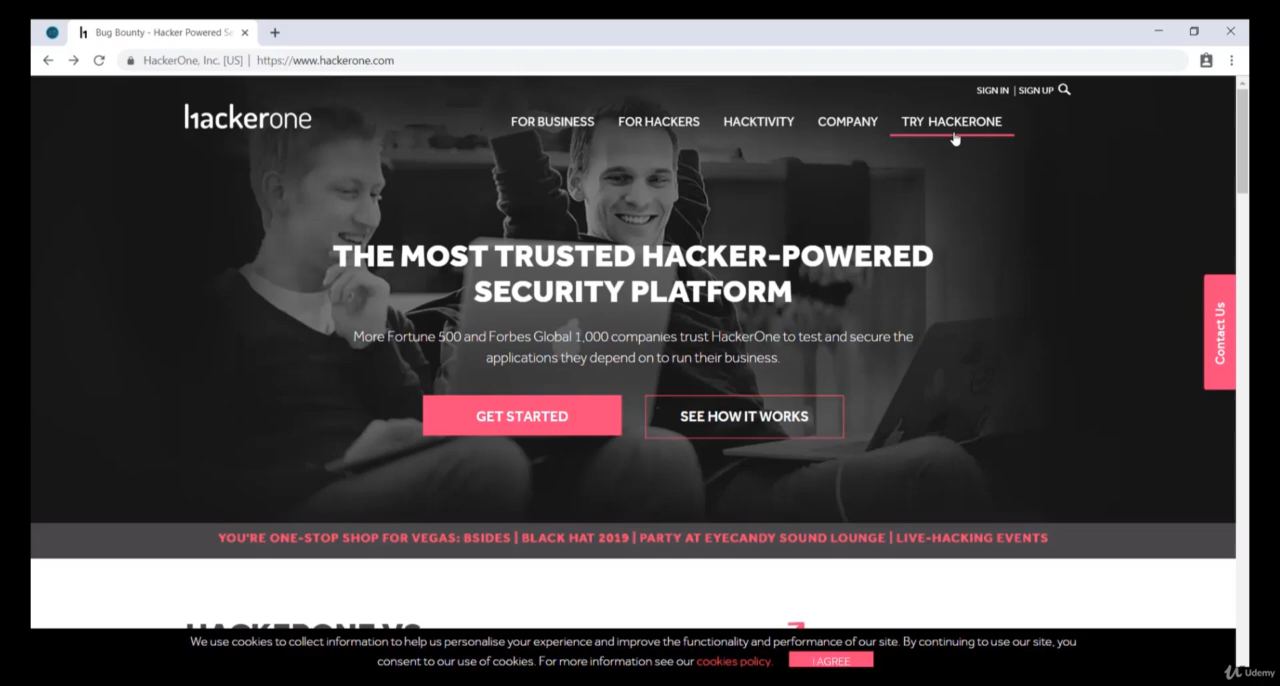 Bug Bounty - Hacker Powered Se
HackerOne, Inc. [US] | https://www.hackerone.com
SIGN IN | SIGN UP
hackerone
FOR BUSINESS FOR HACKERS HACKTIVITY COMPANY TRY HACKERONE
THE MOST TRUSTED HACKER-POWERED
SECURITY PLATFORM
More Fortune 500 and Forbes Global 1,000 companies trust HackerOne to test and secure the
applications they depend on to run their business.
GET STARTED SEE HOW IT WORKS
Contact Us
YOU'RE ONE-STOP SHOP FOR VEGAS: BSIDES | BLACK HAT 2019 | PARTY AT EYECANDY SOUND LOUNGE | LIVE-HACKING EVENTS
HACKERONE VS
We use cookies to collect information to help us personalise your experience and improve the functionality and performance of our site. By continuing to use our site, you
consent to our use of cookies. For more information see our cookies policy. I AGREE
Udemy